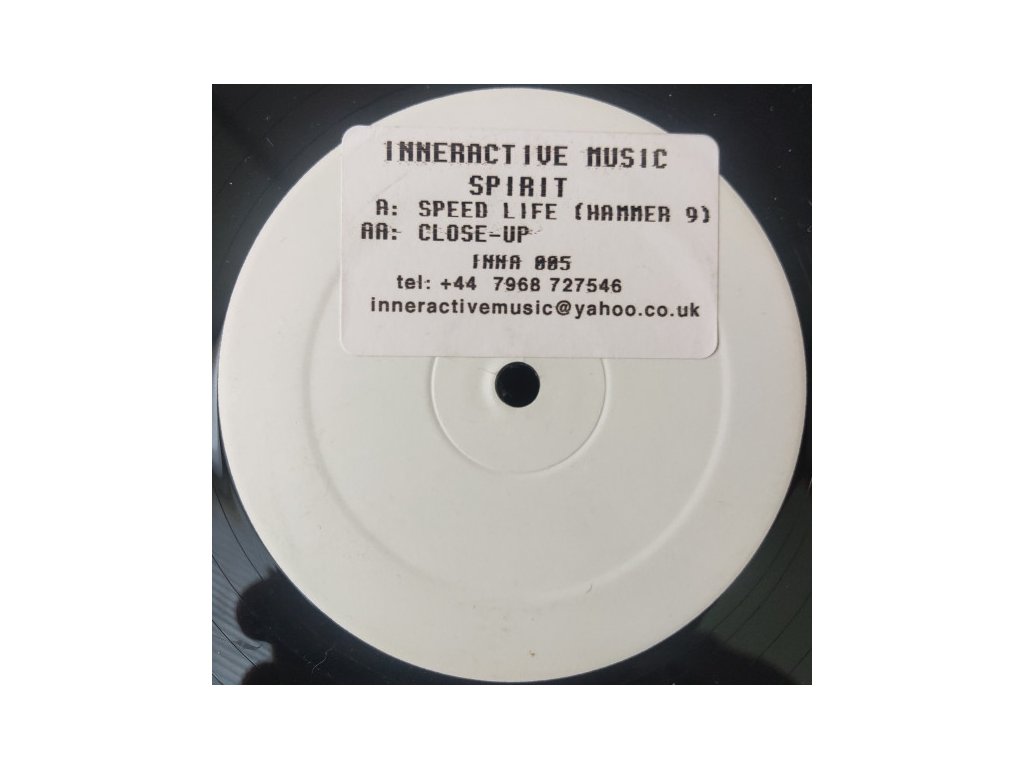 INNERACTIVE MUSIC
SPIRIT
A: SPEED LIFE (HAMMER 9)
AA: CLOSE-UP
INNA 005
tel: +44 7968 727546
inneractivemusic@yahoo.co.uk